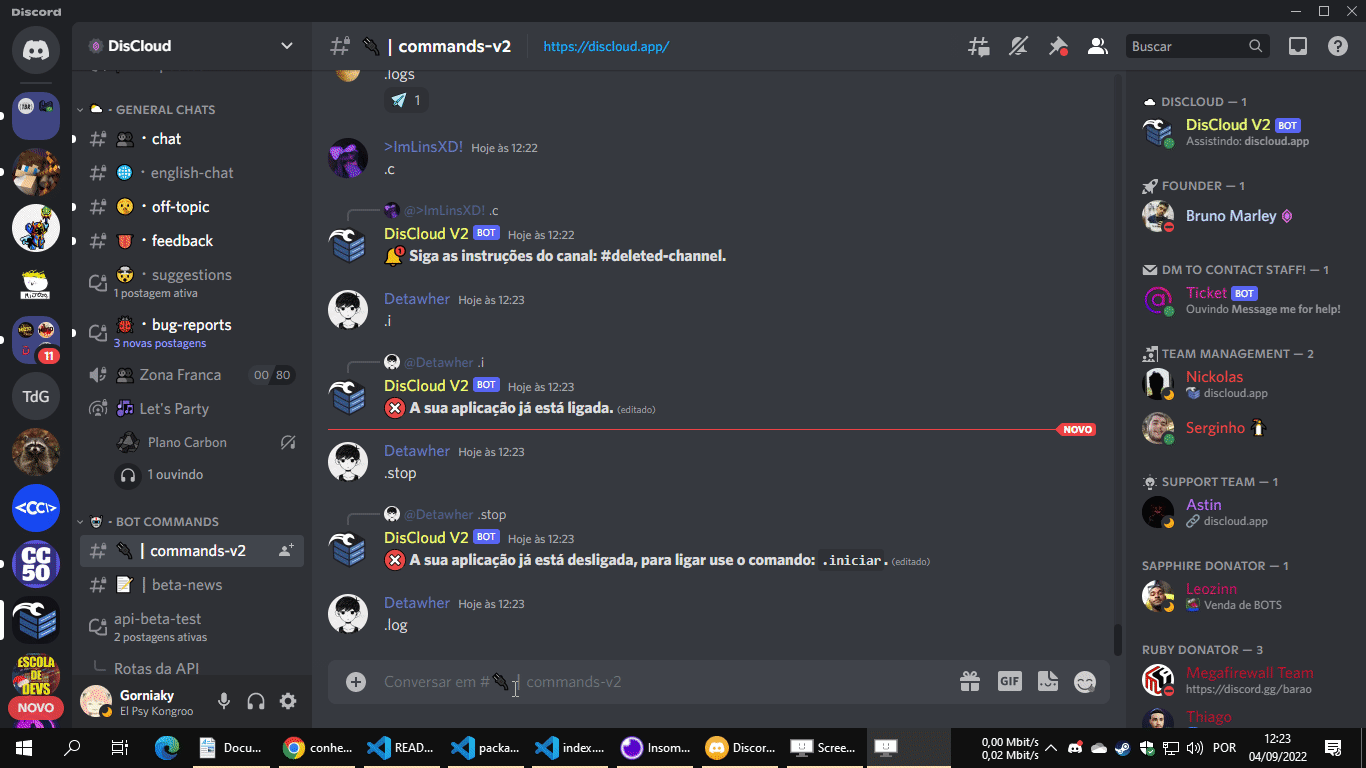 Discord
DisCloud
| commands-v2
https://discloud.app/
Buscar
- GENERAL CHATS
chat
english-chat
off-topic
feedback
suggestions
1 postagem ativa
bug-reports
3 novas postagens
Zona Franca
00 80
Let's Party
Plano Carbon
1 ouvindo
- BOT COMMANDS
| commands-v2
| beta-news
api-beta-test
2 postagens ativas
Rotas da API
TBR!
MiTozo
11
TdG
<CC\>
CC
50
ESCOLA
DE
DEVS
NOVO
Gorniaky
El Psy Kongroo
.logs
1
>ImLinsXD! Hoje às 12:22
.c
@>ImLinsXD! .c
DisCloud V2 BOT Hoje às 12:22
Siga as instruções do canal: #deleted-channel.
Detawher Hoje às 12:23
.i
@Detawher .i
DisCloud V2 BOT Hoje às 12:23
A sua aplicação já está ligada. (editado)
NOVO
Detawher Hoje às 12:23
.stop
@Detawher .stop
DisCloud V2 BOT Hoje às 12:23
A sua aplicação já está desligada, para ligar use o comando: .iniciar. (editado)
Detawher Hoje às 12:23
.log
Conversar em # | commands-v2
GIF
DISCLOUD — 1
DisCloud V2 BOT
Assistindo: discloud.app
FOUNDER — 1
Bruno Marley
DM TO CONTACT STAFF! — 1
Ticket BOT
Ouvindo Message me for help!
TEAM MANAGEMENT — 2
Nickolas
discloud.app
Serginho
SUPPORT TEAM — 1
Astin
discloud.app
SAPPHIRE DONATOR — 1
Leozinn
Venda de BOTS
RUBY DONATOR — 3
Megafirewall Team
https://discord.gg/barao
Thiago
Docu...
conhe...
READ...
packa...
index....
Insom...
Discor...
Scree...
0,00 Mbit/s
0,02 Mbit/s
POR
12:23
04/09/2022